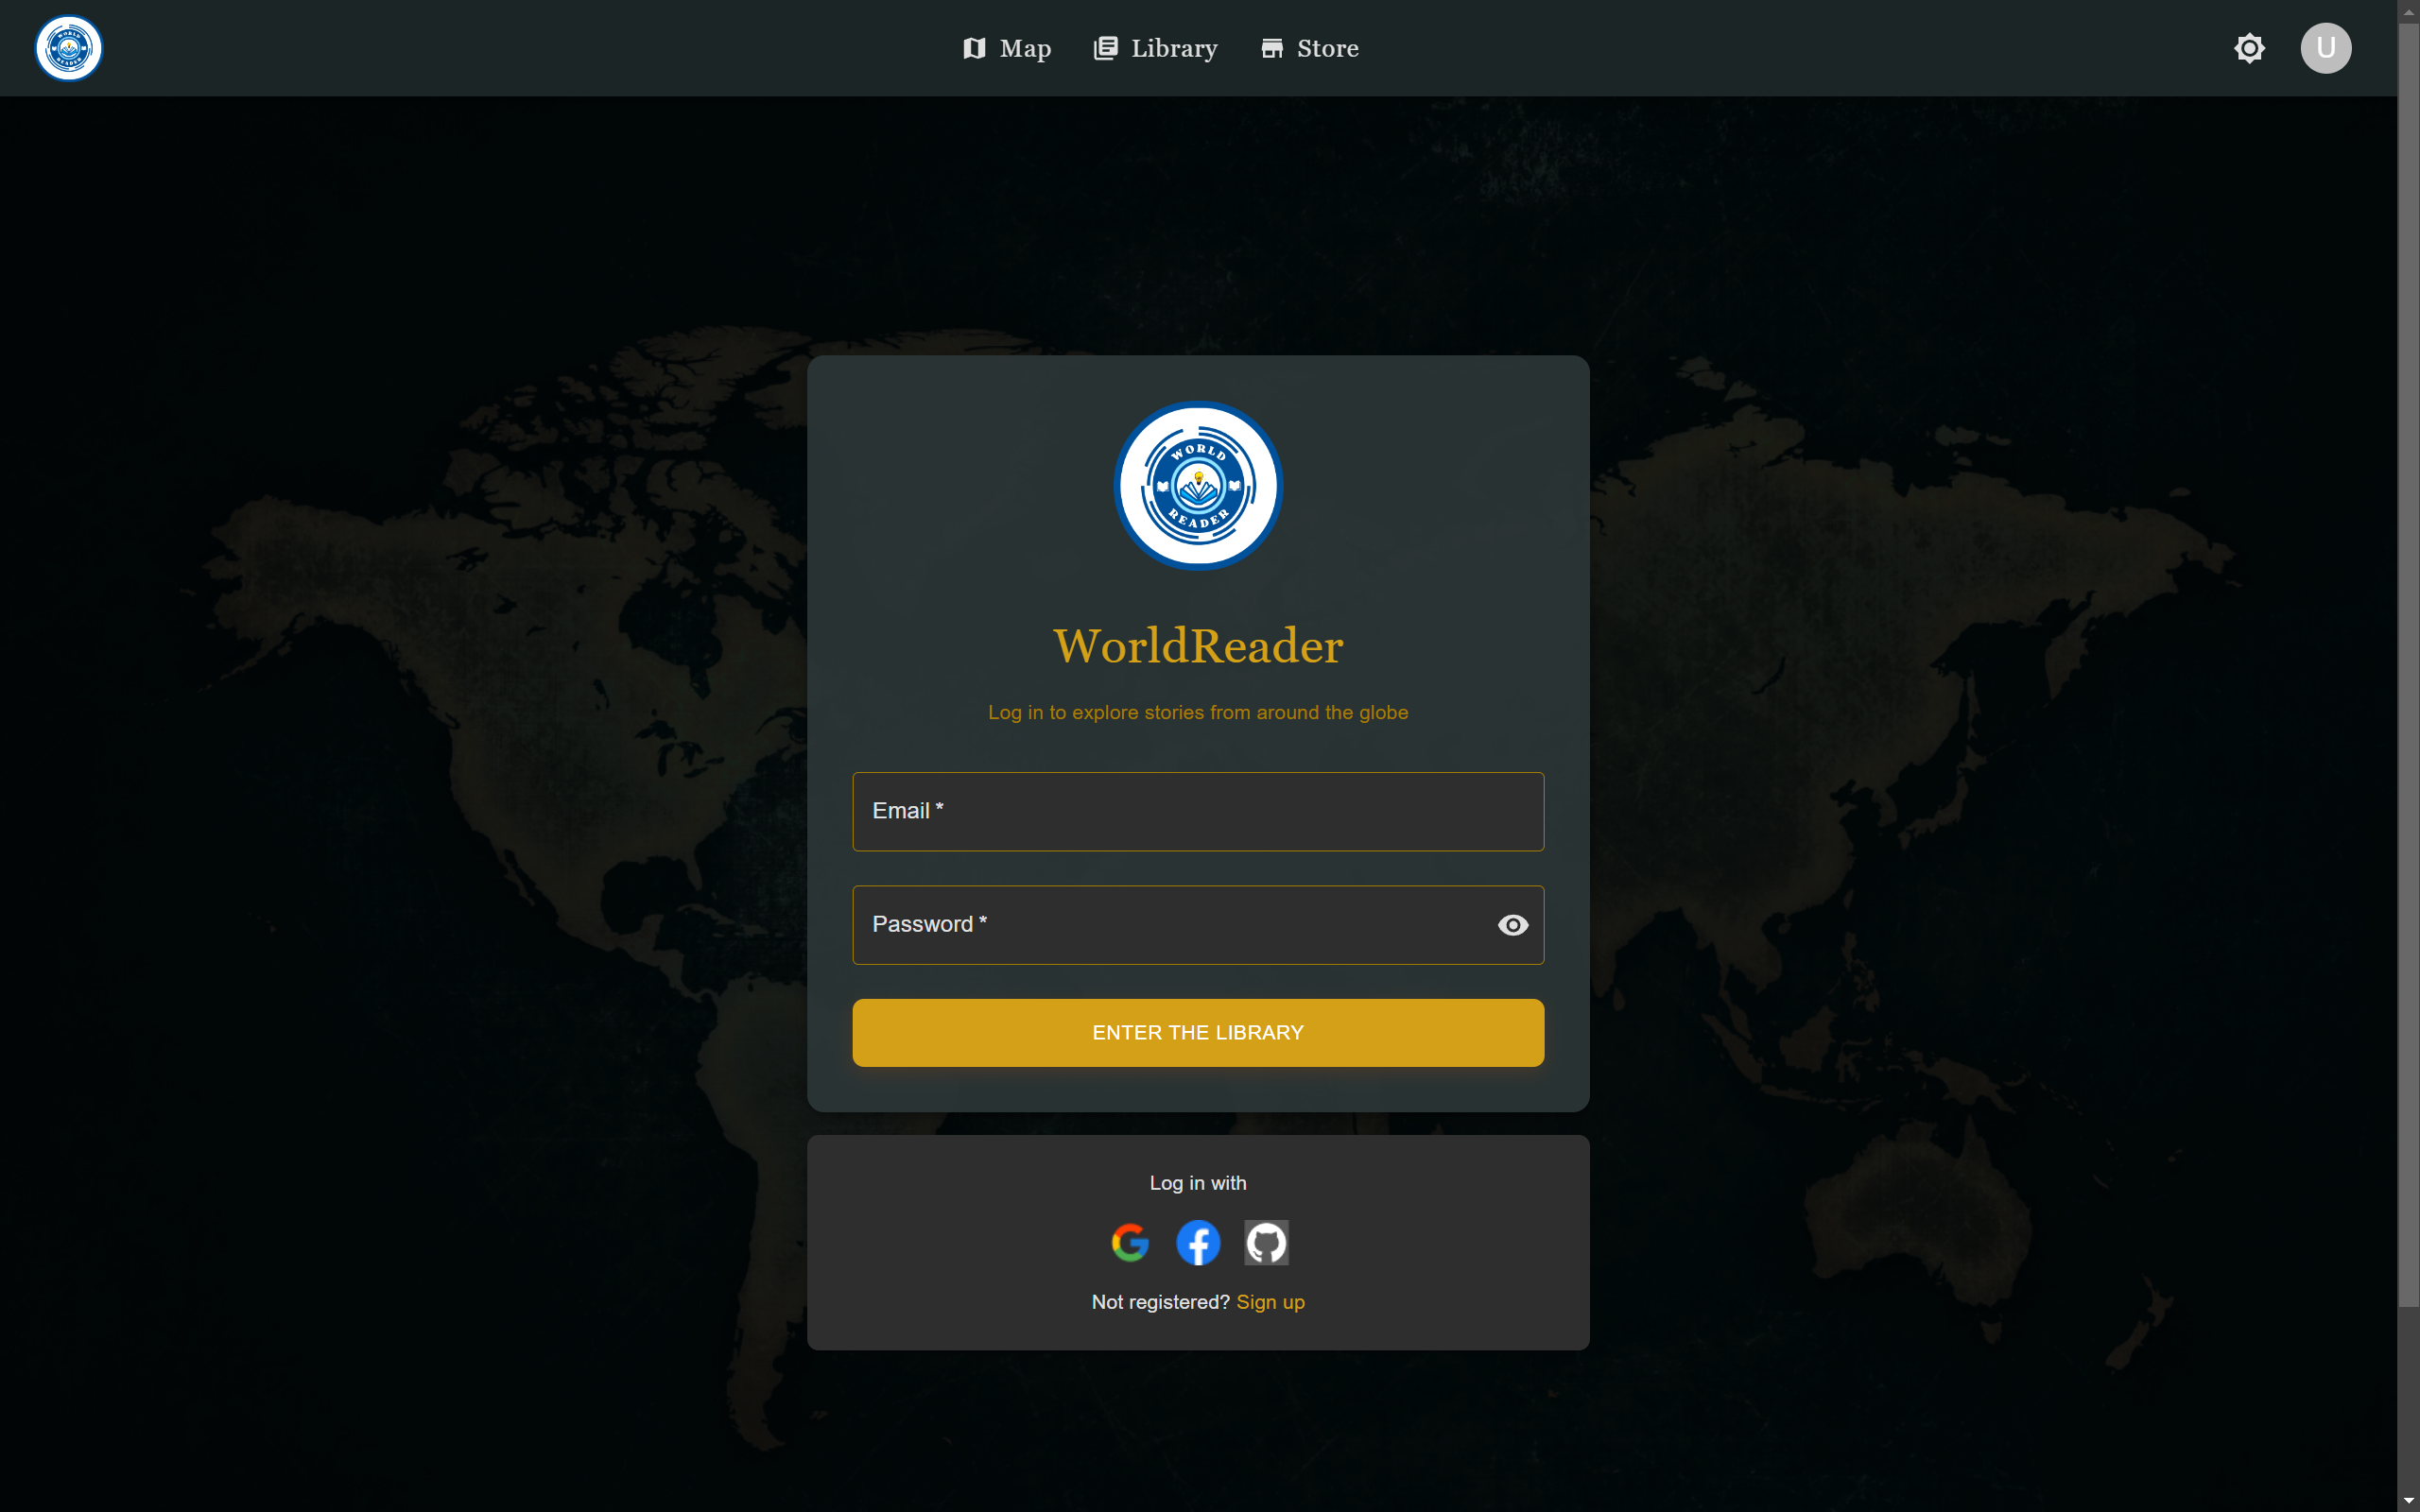 Map
Library
Store
U
WORLD
READER
WorldReader
Log in to explore stories from around the globe
Email *
Password *
ENTER THE LIBRARY
Log in with
Not registered? Sign up